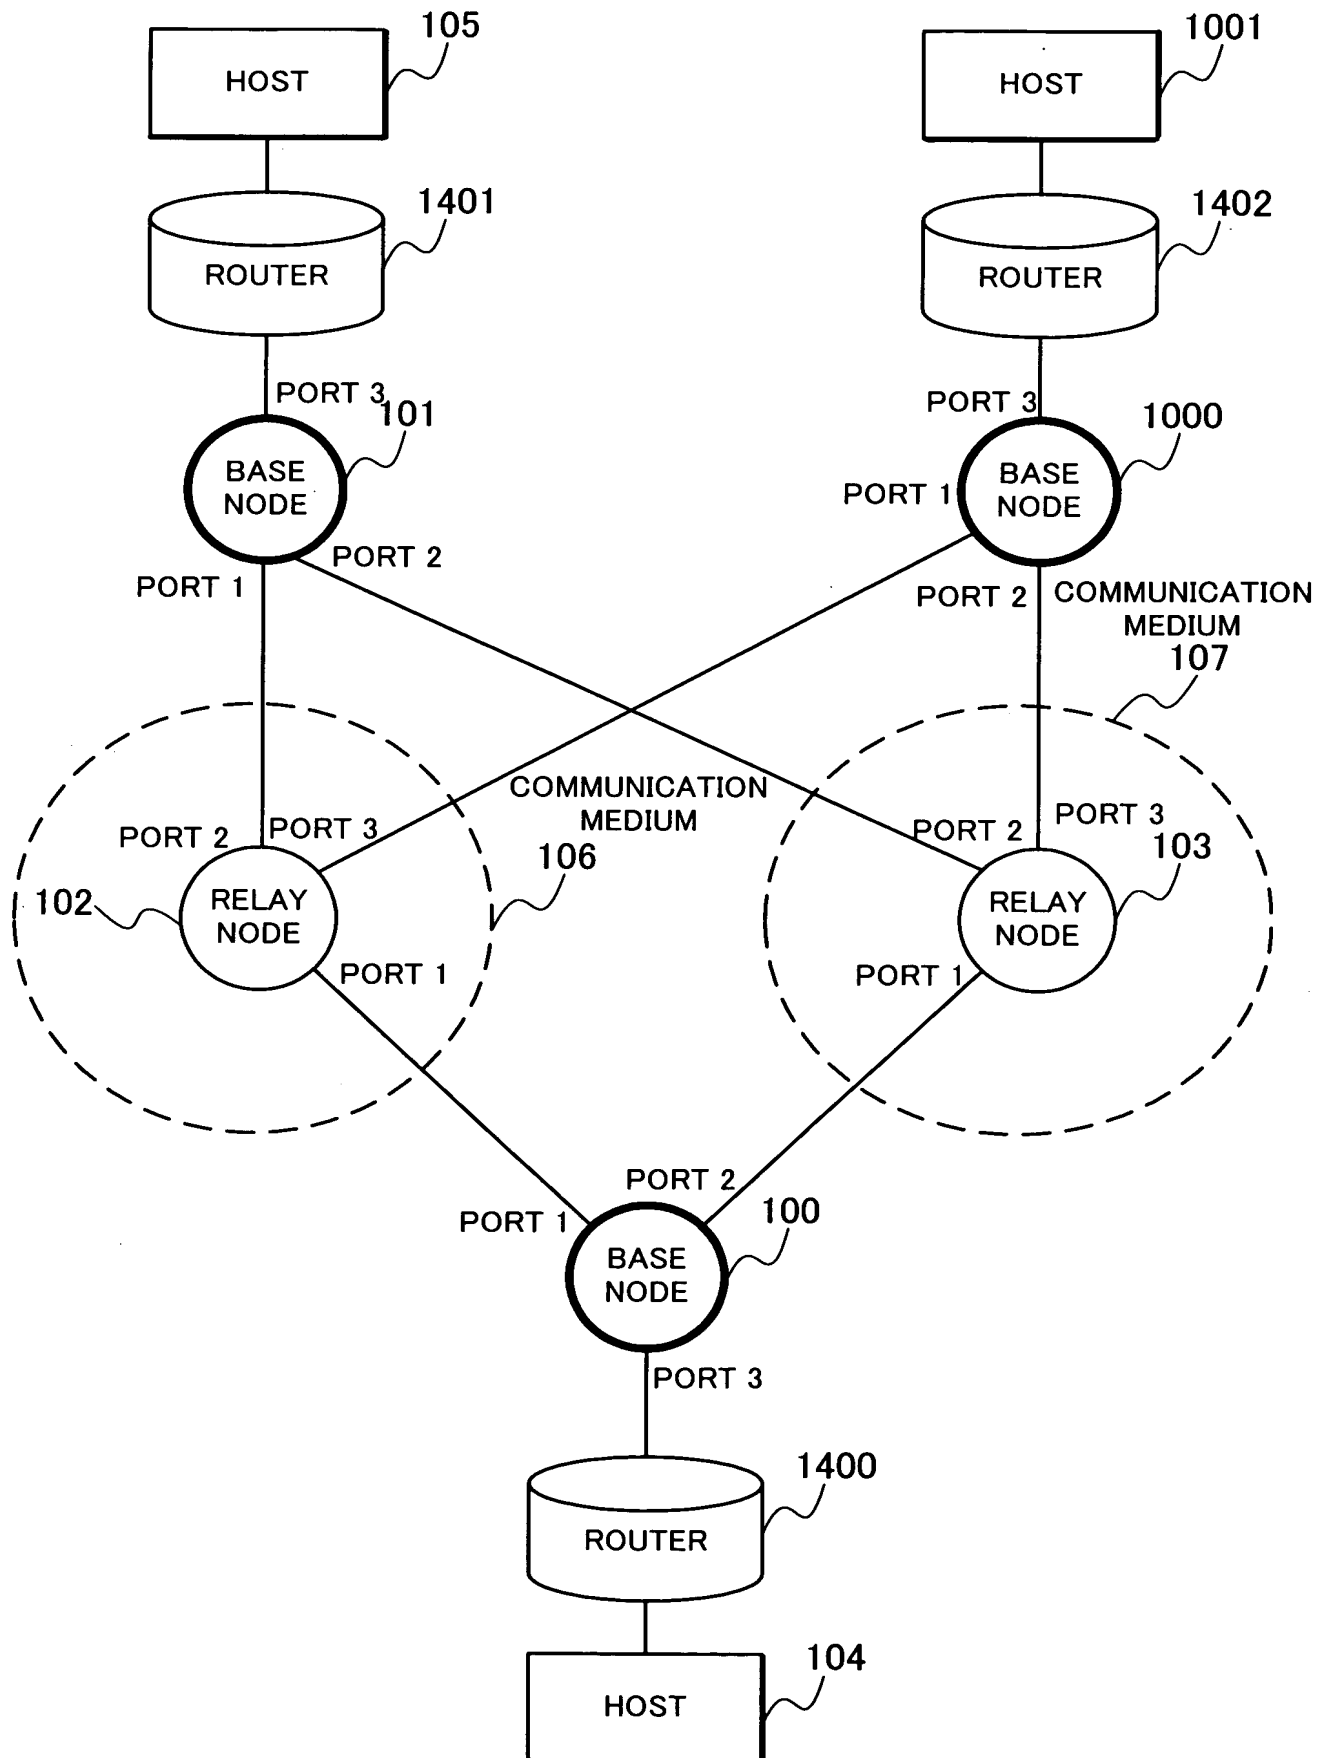 105
1001
HOST
HOST
1401
1402
ROUTER
ROUTER
PORT 3
101
PORT 3
1000
BASE
NODE
PORT 1
BASE
NODE
PORT 2
PORT 1
PORT 2
COMMUNICATION
MEDIUM
107
COMMUNICATION
MEDIUM
PORT 2
PORT 3
106
PORT 2
PORT 3
103
102
RELAY
NODE
RELAY
NODE
PORT 1
PORT 1
PORT 2
PORT 1
100
BASE
NODE
PORT 3
1400
ROUTER
104
HOST